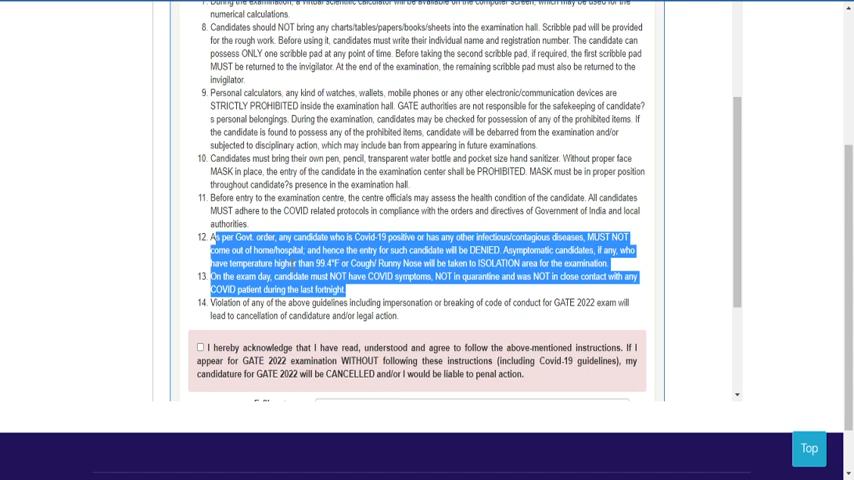 7. During the examination, a virtual scientific calculator will be available on the computer screen, which may be used for the
numerical calculations.
8. Candidates should NOT bring any charts/tables/papers/books/sheets into the examination hall. Scribble pad will be provided
for the rough work. Before using it, candidates must write their individual name and registration number. The candidate can
possess ONLY one scribble pad at any point of time. Before taking the second scribble pad, if required, the first scribble pad
MUST be returned to the invigilator. At the end of the examination, the remaining scribble pad must also be returned to the
invigilator.
9. Personal calculators, any kind of watches, wallets, mobile phones or any other electronic/communication devices are
STRICTLY PROHIBITED inside the examination hall. GATE authorities are not responsible for the safekeeping of candidate?
s personal belongings. During the examination, candidates may be checked for possession of any of the prohibited items. If
the candidate is found to possess any of the prohibited items, candidate will be debarred from the examination and/or
subjected to disciplinary action, which may include ban from appearing in future examinations.
10. Candidates must bring their own pen, pencil, transparent water bottle and pocket size hand sanitizer. Without proper face
MASK in place, the entry of the candidate in the examination center shall be PROHIBITED. MASK must be in proper position
throughout candidate?s presence in the examination hall.
11. Before entry to the examination centre, the centre officials may assess the health condition of the candidate. All candidates
MUST adhere to the COVID related protocols in compliance with the orders and directives of Government of India and local
authorities.
12. As per Govt. order, any candidate who is Covid-19 positive or has any other infectious/contagious diseases, MUST NOT
come out of home/hospital; and hence the entry for such candidate will be DENIED. Asymptomatic candidates, if any, who
have temperature higher than 99.4°F or Cough/ Runny Nose will be taken to ISOLATION area for the examination.
13. On the exam day, candidate must NOT have COVID symptoms, NOT in quarantine and was NOT in close contact with any
COVID patient during the last fortnight.
14. Violation of any of the above guidelines including impersonation or breaking of code of conduct for GATE 2022 exam will
lead to cancellation of candidature and/or legal action.
I hereby acknowledge that I have read, understood and agree to follow the above-mentioned instructions. If I
appear for GATE 2022 examination WITHOUT following these instructions (including Covid-19 guidelines), my
candidature for GATE 2022 will be CANCELLED and/or I would be liable to penal action.
Top